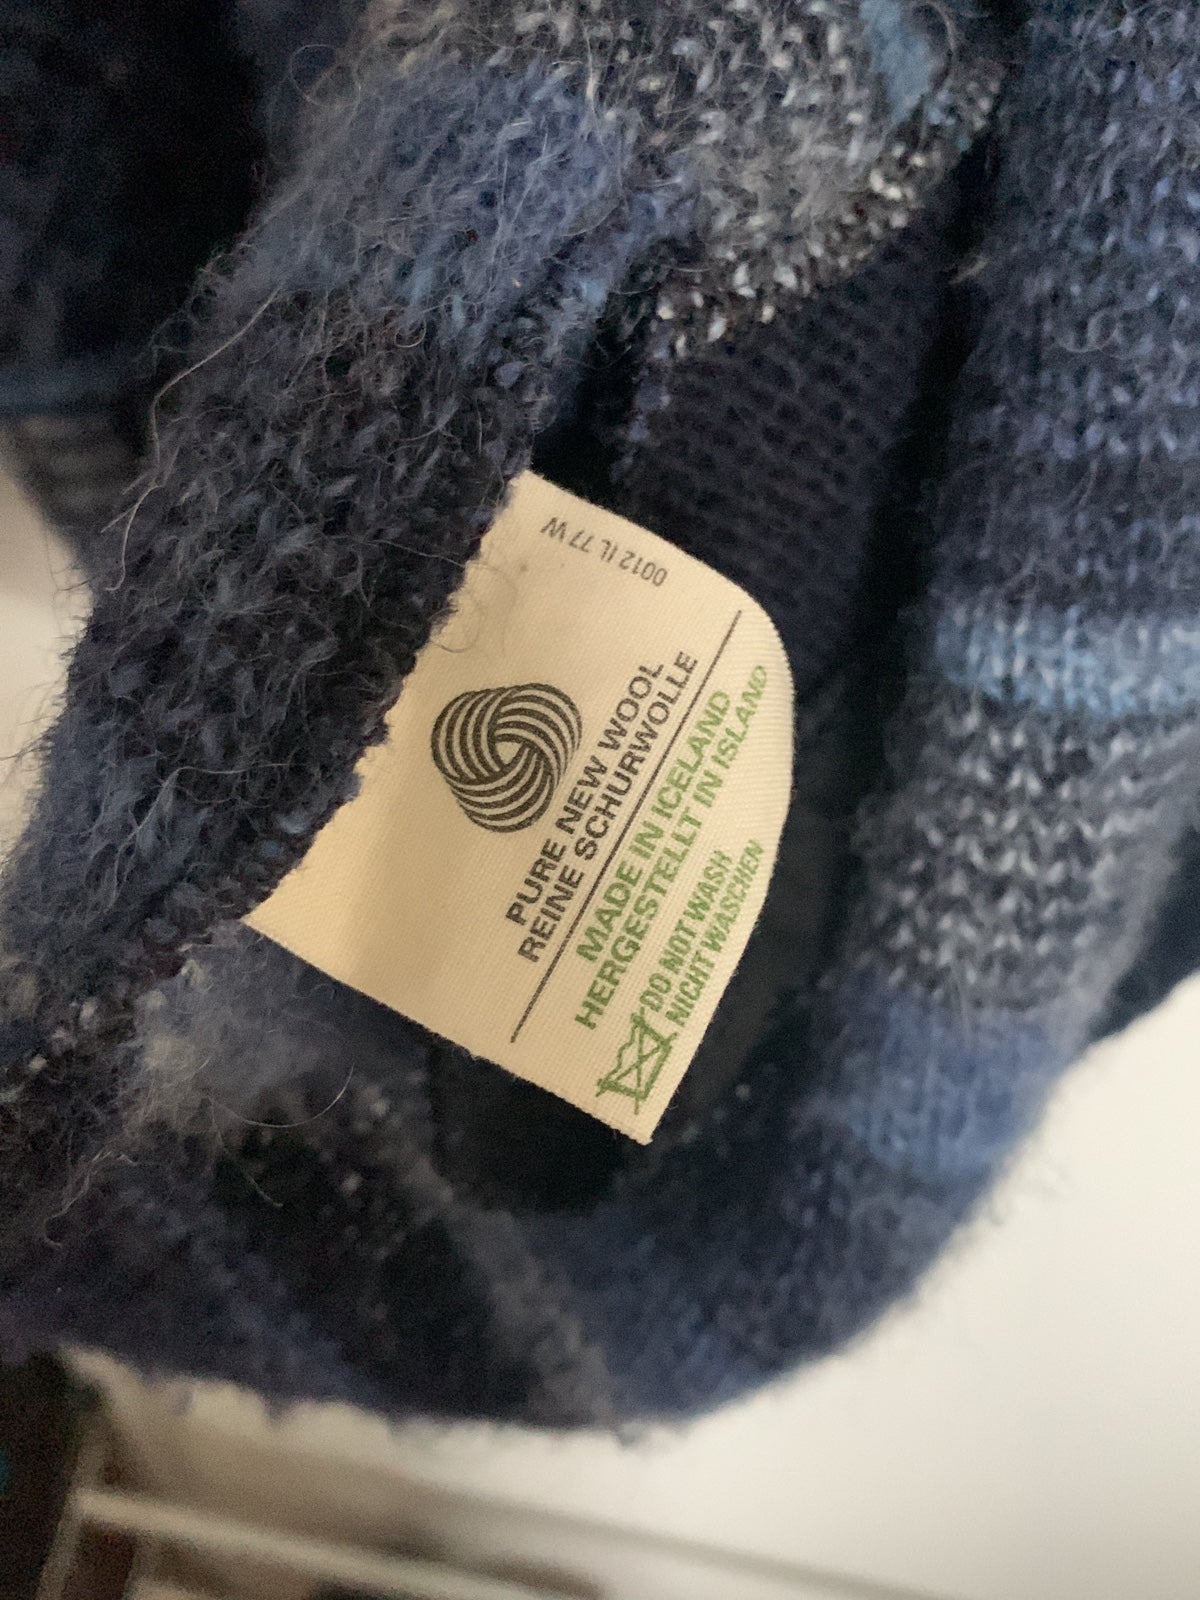 0012 IL 77 W
PURE NEW WOOL
REINE SCHURWOLLE
MADE IN ICELAND
HERGESTELLT IN ISLAND
DO NOT WASH
NICHT WASCHEN